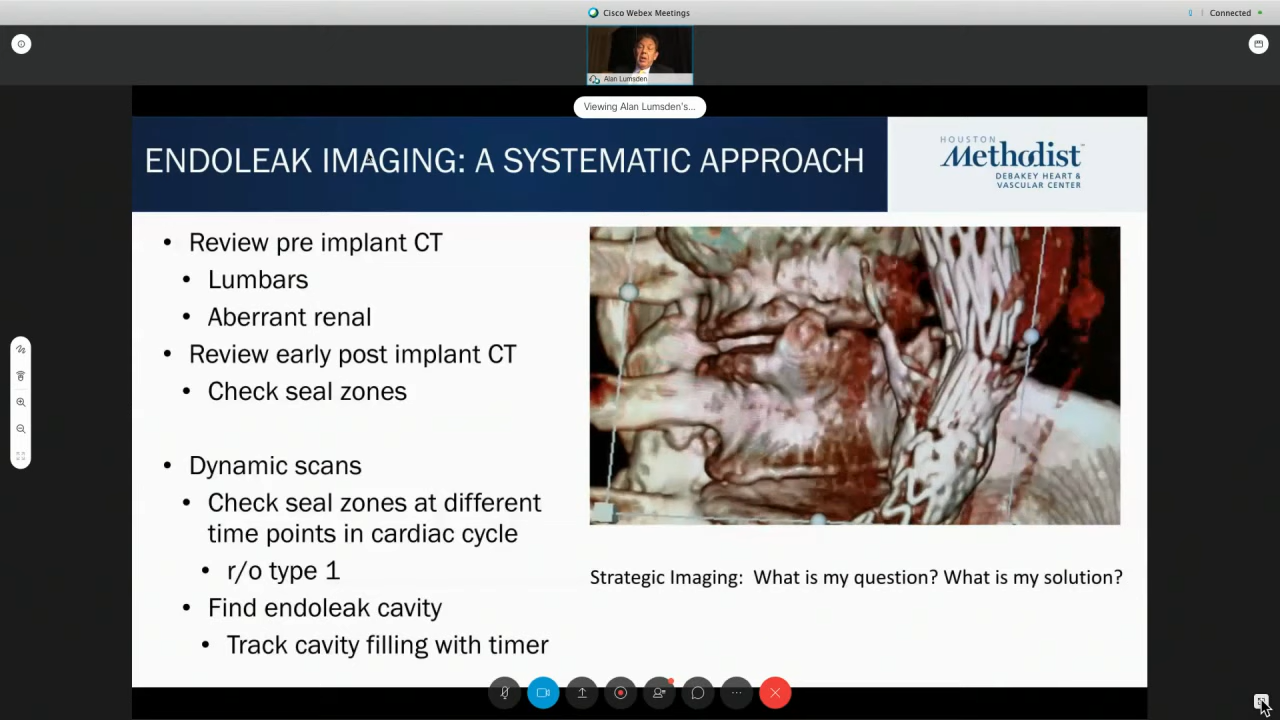 Cisco Webex Meetings
Connected
Alan Lumsden
Viewing Alan Lumsden's...
ENDOLEAK IMAGING: A SYSTEMATIC APPROACH
HOUSTON
Methodist
DEBAKEY HEART &
VASCULAR CENTER
• Review pre implant CT
• Lumbars
• Aberrant renal
• Review early post implant CT
• Check seal zones
• Dynamic scans
• Check seal zones at different
time points in cardiac cycle
• r/o type 1
• Find endoleak cavity
• Track cavity filling with timer
Strategic Imaging: What is my question? What is my solution?